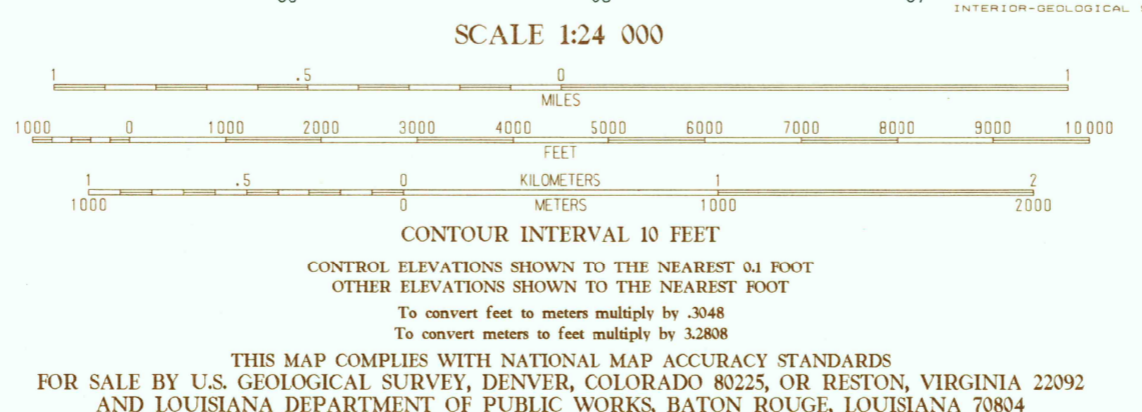 INTERIOR-GEOLOGICAL
SCALE 1:24 000
1 .5 0 1
MILES
1000 0 1000 2000 3000 4000 5000 6000 7000 8000 9000 10 000
FEET
1 .5 0 KILOMETERS 1 2
1000 0 METERS 1000 2000
CONTOUR INTERVAL 10 FEET
CONTROL ELEVATIONS SHOWN TO THE NEAREST 0.1 FOOT
OTHER ELEVATIONS SHOWN TO THE NEAREST FOOT
To convert feet to meters multiply by .3048
To convert meters to feet multiply by 3.2808
THIS MAP COMPLIES WITH NATIONAL MAP ACCURACY STANDARDS
FOR SALE BY U.S. GEOLOGICAL SURVEY, DENVER, COLORADO 80225, OR RESTON, VIRGINIA 22092
AND LOUISIANA DEPARTMENT OF PUBLIC WORKS, BATON ROUGE, LOUISIANA 70804